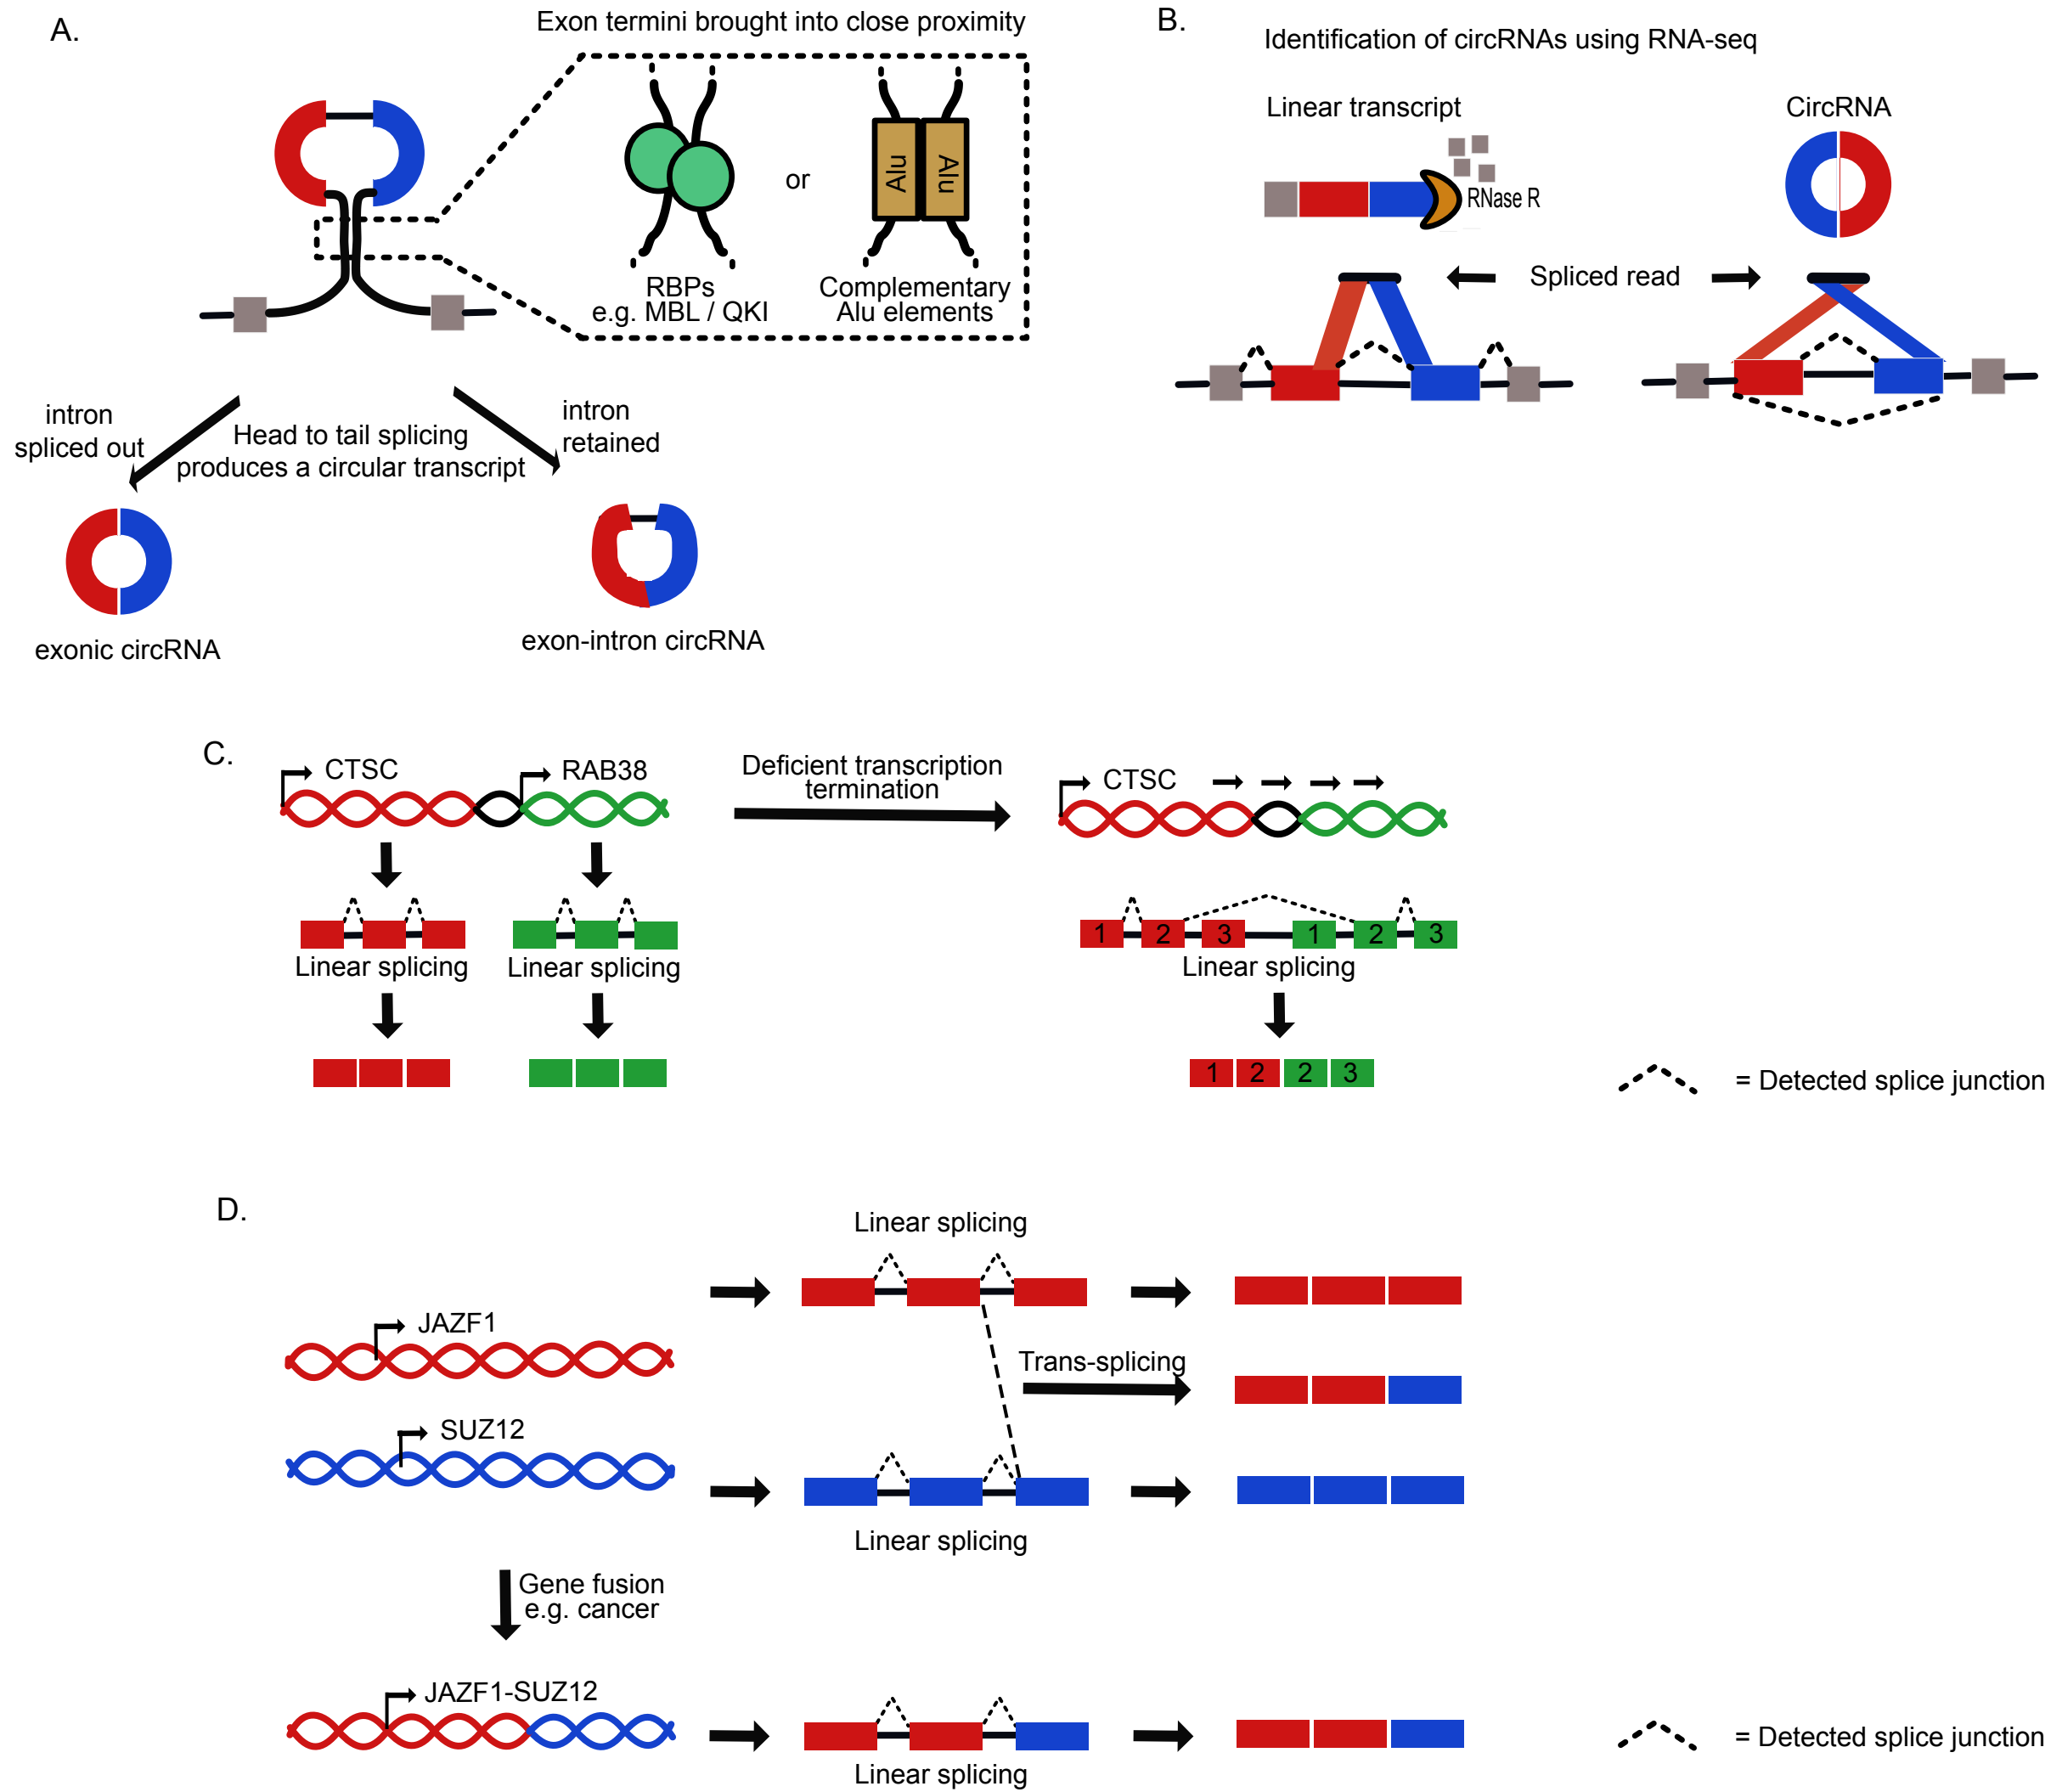 A.
Exon termini brought into close proximity
Alu
Alu
or
RBPs
e.g. MBL / QKI
Complementary
Alu elements
intron
spliced out
Head to tail splicing
produces a circular transcript
intron
retained
exonic circRNA
exon-intron circRNA
B.
Identification of circRNAs using RNA-seq
Linear transcript
CircRNA
RNase R
Spliced read
C.
CTSC
RAB38
Deficient transcription
termination
CTSC
Linear splicing
Linear splicing
1 2 3 1 2 3
Linear splicing
1 2 2 3
= Detected splice junction
D.
Linear splicing
JAZF1
Trans-splicing
SUZ12
Linear splicing
Gene fusion
e.g. cancer
JAZF1-SUZ12
Linear splicing
= Detected splice junction